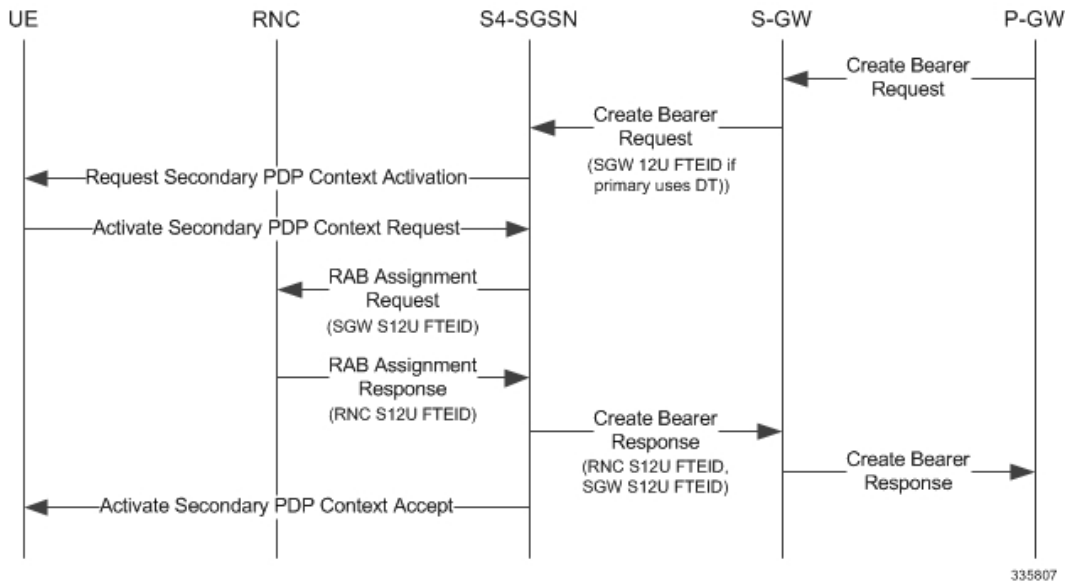 UE RNC S4-SGSN S-GW P-GW
Create Bearer
Request
Create Bearer
Request
(SGW 12U FTEID if
primary uses DT))
Request Secondary PDP Context Activation
Activate Secondary PDP Context Request
RAB Assignment
Request
(SGW S12U FTEID)
RAB Assignment
Response
(RNC S12U FTEID)
Create Bearer
Response
(RNC S12U FTEID,
SGW S12U FTEID)
Create Bearer
Response
Activate Secondary PDP Context Accept
335807